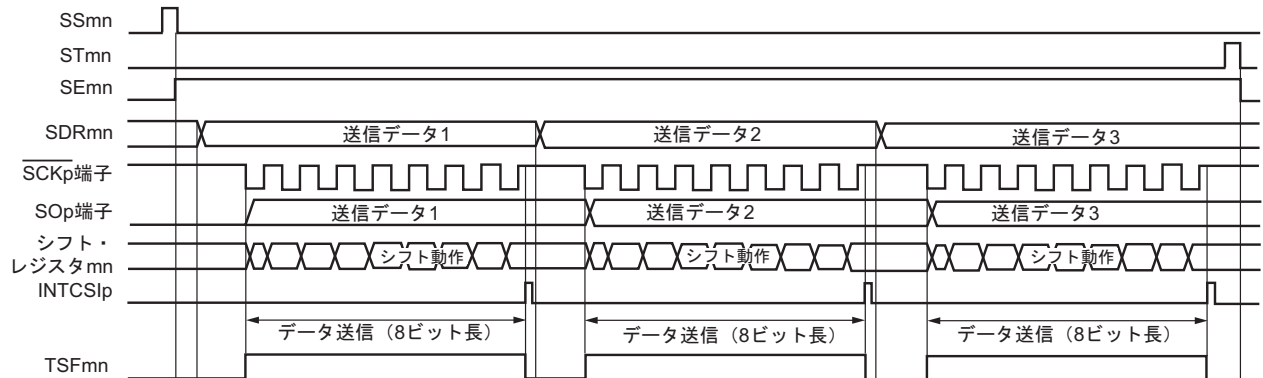 SSmn
STmn
SEmn
SDRmn 送信データ1 送信データ2 送信データ3
SCKp端子
SOp端子 送信データ1 送信データ2 送信データ3
シフト・
レジスタmn シフト動作 シフト動作 シフト動作
INTCSIp
データ送信（8ビット長） データ送信（8ビット長） データ送信（8ビット長）
TSFmn